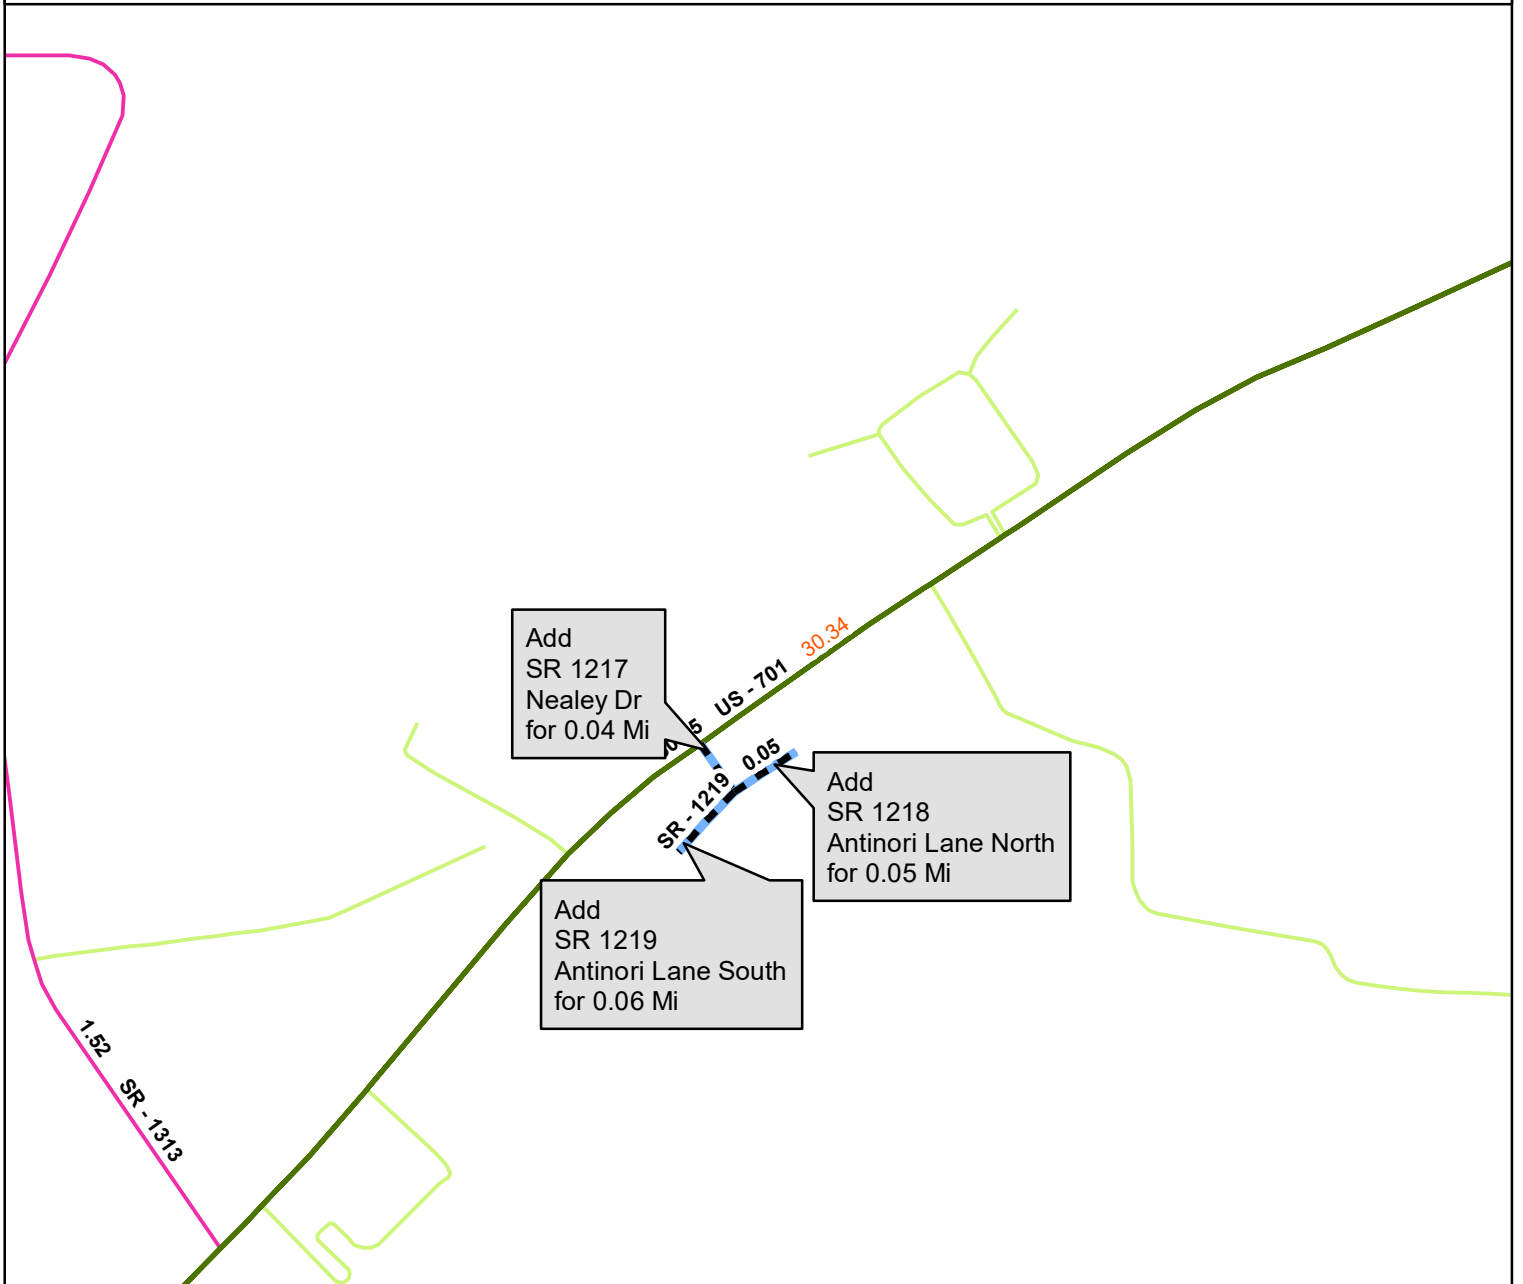 30.34
US - 701
Add
SR 1217
Nealey Dr
for 0.04 Mi
0.05
SR - 1219
Add
SR 1218
Antinori Lane North
for 0.05 Mi
Add
SR 1219
Antinori Lane South
for 0.06 Mi
1.52
SR - 1313